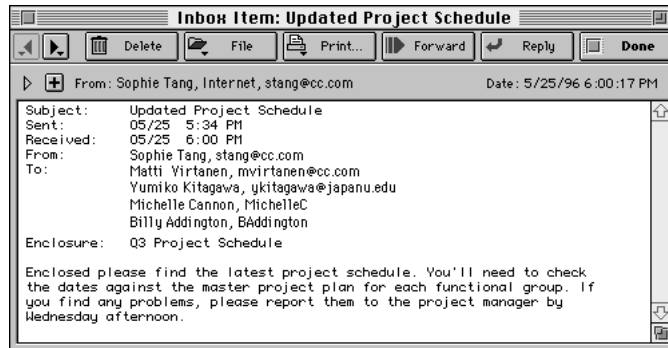 Inbox Item: Updated Project Schedule
Delete File Print... Forward Reply Done
From: Sophie Tang, Internet, stang@cc.com Date: 5/25/96 6:00:17 PM
Subject: Updated Project Schedule
Sent: 05/25 5:34 PM
Received: 05/25 6:00 PM
From: Sophie Tang, stang@cc.com
To: Matti Virtanen, mvirtanen@cc.com
Yumiko Kitagawa, ykitagawa@japanu.edu
Michelle Cannon, MichelleC
Billy Addington, BAddington
Enclosure: Q3 Project Schedule
Enclosed please find the latest project schedule. You'll need to check
the dates against the master project plan for each functional group. If
you find any problems, please report them to the project manager by
Wednesday afternoon.